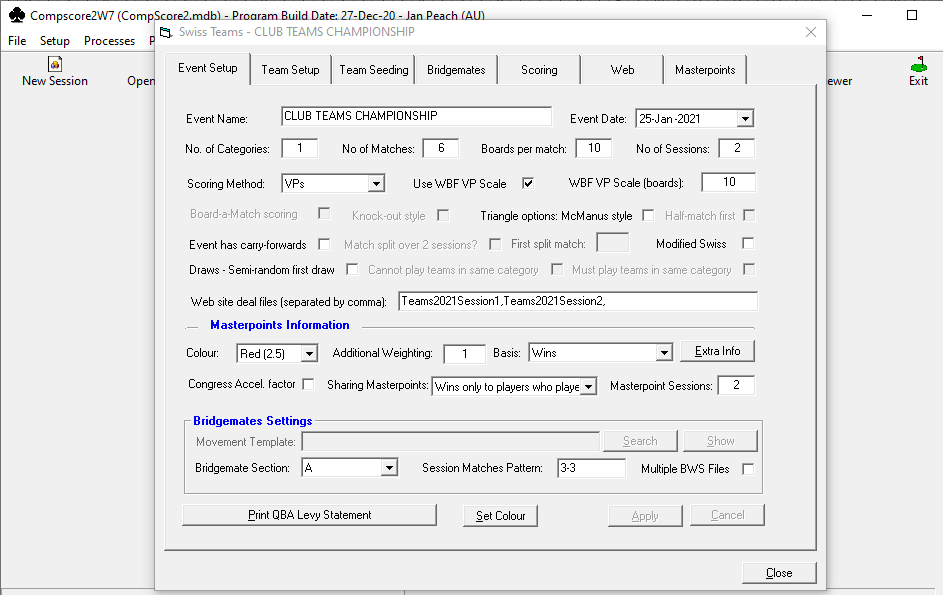 Compscore2W7 (CompScore2.mdb) - Program Build Date: 27-Dec-20 - Jan Peach (AU)
Swiss Teams - CLUB TEAMS CHAMPIONSHIP
File Setup Processes
New Session Open Exit
Event Setup Team Setup Team Seeding Bridgemates Scoring Web Masterpoints
Event Name: CLUB TEAMS CHAMPIONSHIP Event Date: 25-Jan-2021
No. of Categories: 1 No of Matches: 6 Boards per match: 10 No of Sessions: 2
Scoring Method: VPs Use WBF VP Scale WBF VP Scale (boards): 10
Board-a-Match scoring Knock-out style Triangle options: McManus style Half-match first
Event has carry-forwards Match split over 2 sessions? First split match: Modified Swiss
Draws - Semi-random first draw Cannot play teams in same category Must play teams in same category
Web site deal files (separated by comma): Teams2021Session1,Teams2021Session2,
Masterpoints Information
Colour: Red (2.5) Additional Weighting: 1 Basis: Wins Extra Info
Congress Accel. factor Sharing Masterpoints: Wins only to players who playe Masterpoint Sessions: 2
Bridgemates Settings
Movement Template: Search Show
Bridgemate Section: A Session Matches Pattern: 3-3 Multiple BWS Files
Print QBA Levy Statement Set Colour Apply Cancel
Close